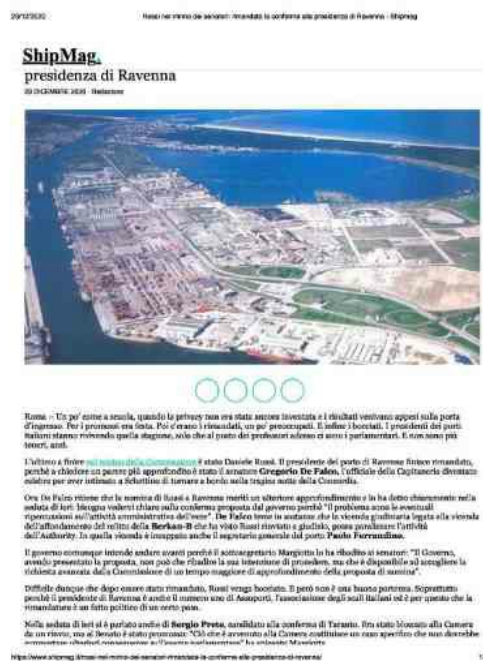 29/12/2020 Rossi nel mirino dei senatori: rimandata la conferma alla presidenza di Ravenna - Shipmag
ShipMag.
presidenza di Ravenna
29 DICEMBRE 2020 - Redazione
Roma – Un po' come a scuola, quando la privacy non era stata ancora inventata e i risultati venivano appesi sulla porta
d'ingresso. Per i promossi era festa. Poi c'erano i rimandati, un po' preoccupati. E infine i bocciati. I presidenti dei porti
italiani stanno rivivendo quella stagione, solo che al posto dei professori adesso ci sono i parlamentari. E non sono più
teneri, anzi.
L'ultimo a finire nel mirino della Commissione è stato Daniele Rossi. Il presidente del porto di Ravenna finisce rimandato,
perché a chiedere un parere più approfondito è stato il senatore Gregorio De Falco, l'ufficiale della Capitaneria diventato
celebre per aver intimato a Schettino di tornare a bordo nella tragica notte della Concordia.
Ora De Falco ritiene che la nomina di Rossi a Ravenna meriti un ulteriore approfondimento e lo ha detto chiaramente nella
seduta di ieri: bisogna vederci chiaro sulla conferma proposta dal governo perché "il problema sono le eventuali
ripercussioni sull'attività amministrativa dell'ente". De Falco teme in sostanza che la vicenda giudiziaria legata alla vicenda
dell'affondamento del relitto della Berkan-B che ha visto Rossi rinviato a giudizio, possa paralizzare l'attività
dell'Authority. In quella vicenda è inciampato anche il segretario generale del porto Paolo Ferrandino.
Il governo comunque intende andare avanti perché il sottosegretario Margiotta lo ha ribadito ai senatori: "Il Governo,
avendo presentato la proposta, non può che ribadire la sua intenzione di procedere, ma che è disponibile ad accogliere la
richiesta avanzata dalla Commissione di un tempo maggiore di approfondimento della proposta di nomina".
Difficile dunque che dopo essere stato rimandato, Rossi venga bocciato. E però non è una buona partenza. Soprattutto
perché il presidente di Ravenna è anche il numero uno di Assoporti, l'associazione degli scali italiani ed è per questo che la
rimandatura è un fatto politico di un certo peso.
Nella seduta di ieri si è parlato anche di Sergio Prete, candidato alla conferma di Taranto. Era stato bloccato alla Camera
da un rinvio, ma al Senato è stato promosso: "Ciò che è avvenuto alla Camera costituisce un caso specifico che non dovrebbe
https://www.shipmag.it/rossi-nel-mirino-dei-senatori-rimandata-la-conferma-alla-presidenza-di-ravenna/ 1